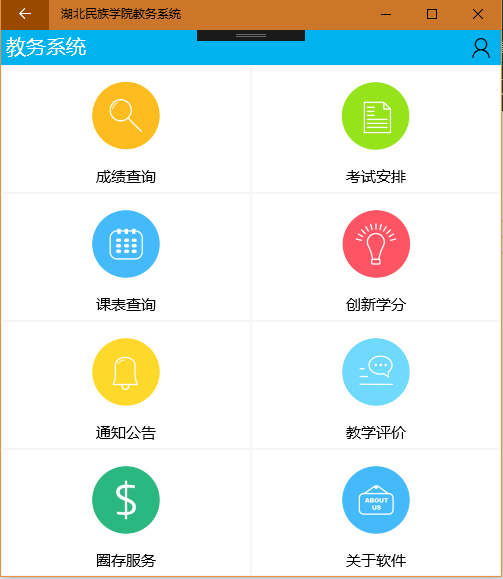 湖北民族学院教务系统
教务系统
成绩查询
考试安排
课表查询
创新学分
通知公告
教学评价
$
ABOUT
US
圈存服务
关于软件